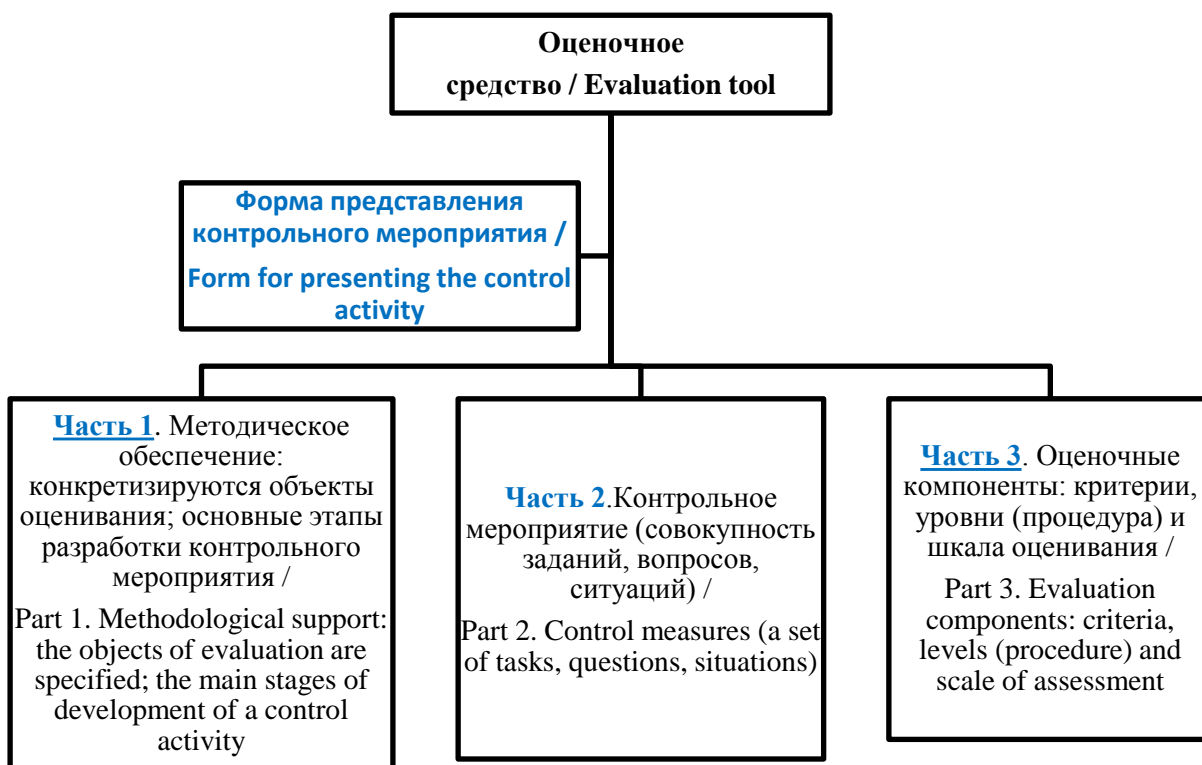 Оценочное
средство / Evaluation tool
Форма представления
контрольного мероприятия /
Form for presenting the control
activity
Часть 1. Методическое
обеспечение:
конкретизируются объекты
оценивания; основные этапы
разработки контрольного
мероприятия /
Part 1. Methodological support:
the objects of evaluation are
specified; the main stages of
development of a control
activity
Часть 2.Контрольное
мероприятие (совокупность
заданий, вопросов,
ситуаций) /
Part 2. Control measures (a set
of tasks, questions, situations)
Часть 3. Оценочные
компоненты: критерии,
уровни (процедура) и
шкала оценивания /
Part 3. Evaluation
components: criteria,
levels (procedure) and
scale of assessment